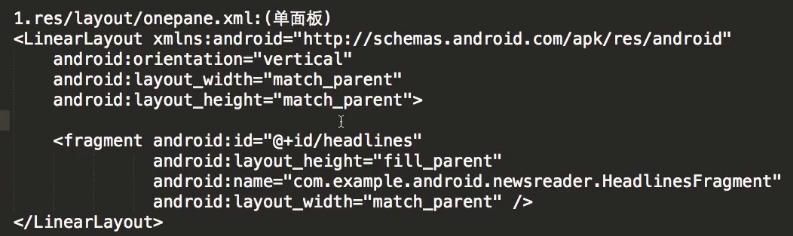 1.res/layout/onepane.xml:(单面板)
<LinearLayout xmlns:android="http://schemas.android.com/apk/res/android"
    android:orientation="vertical"
    android:layout_width="match_parent"
    android:layout_height="match_parent">
    <fragment android:id="@+id/headlines"
              android:layout_height="fill_parent"
              android:name="com.example.android.newsreader.HeadlinesFragment"
              android:layout_width="match_parent" />
</LinearLayout>